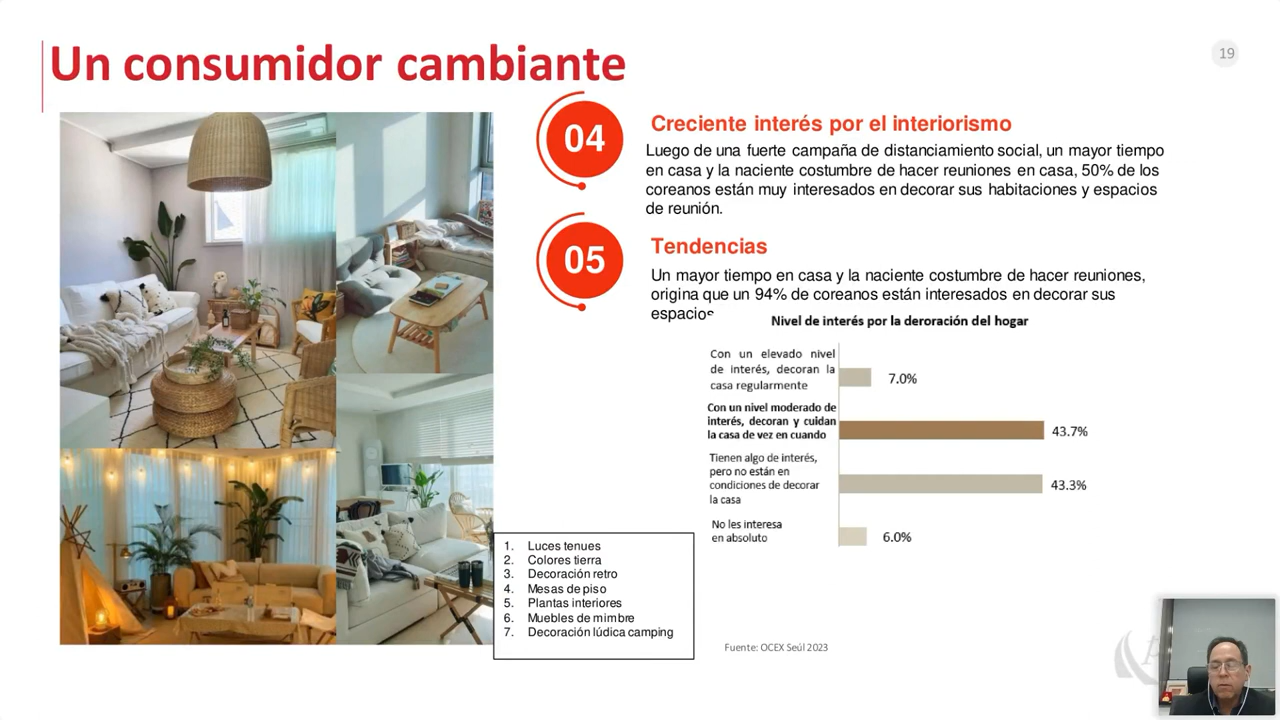 Un consumidor cambiante
19
04
Creciente interés por el interiorismo
Luego de una fuerte campaña de distanciamiento social, un mayor tiempo
en casa y la naciente costumbre de hacer reuniones en casa, 50% de los
coreanos están muy interesados en decorar sus habitaciones y espacios
de reunión.
05
Tendencias
Un mayor tiempo en casa y la naciente costumbre de hacer reuniones,
origina que un 94% de coreanos están interesados en decorar sus
espacios
Nivel de interés por la deroración del hogar
Con un elevado nivel
de interés, decoran la
casa regularmente
7.0%
Con un nivel moderado de
interés, decoran y cuidan
la casa de vez en cuando
43.7%
Tienen algo de interés,
pero no están en
condiciones de decorar
la casa
43.3%
No les interesa
en absoluto
6.0%
1. Luces tenues
2. Colores tierra
3. Decoración retro
4. Mesas de piso
5. Plantas interiores
6. Muebles de mimbre
7. Decoración lúdica camping
Fuente: OCEX Seúl 2023